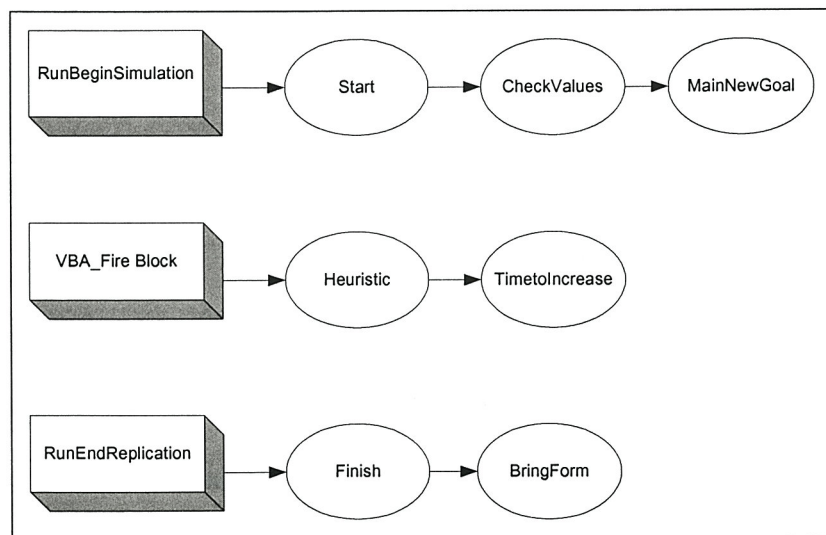 RunBeginSimulation
Start
CheckValues
MainNewGoal
VBA_Fire Block
Heuristic
TimetoIncrease
RunEndReplication
Finish
BringForm